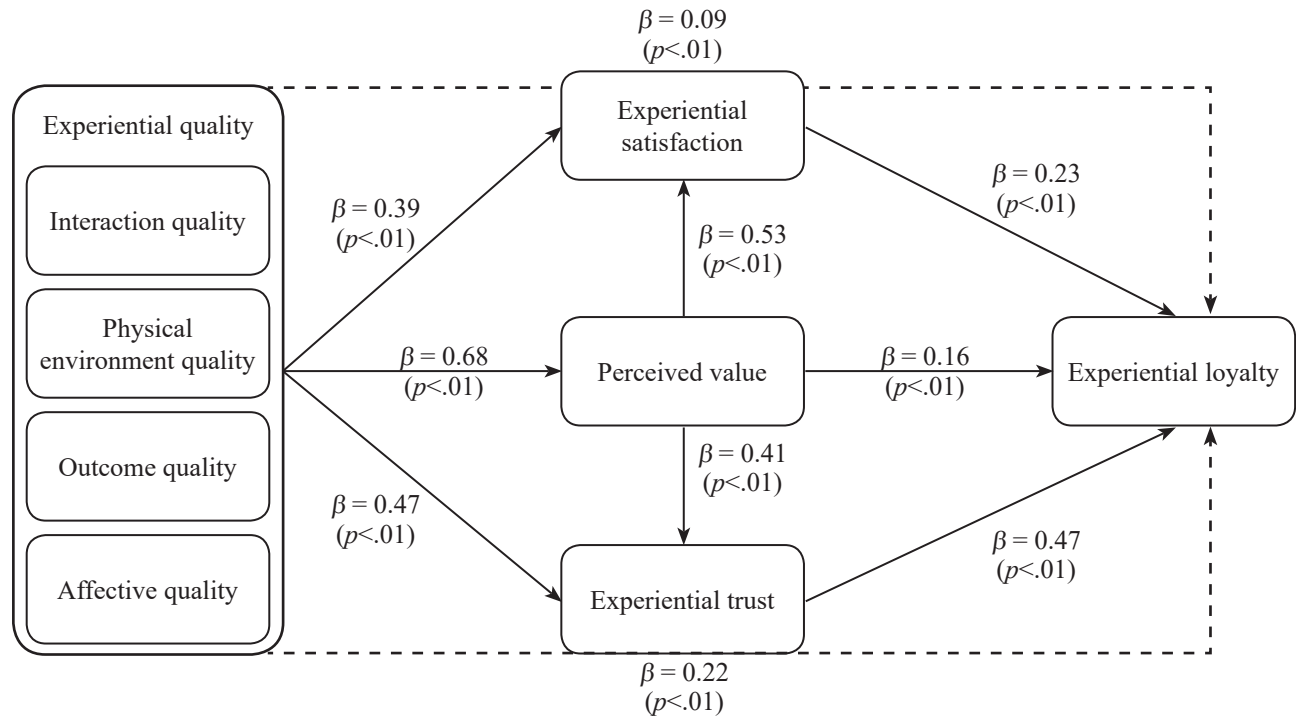 β = 0.09
(p<.01)
Experiential quality
Interaction quality
Physical
environment quality
Outcome quality
Affective quality
β = 0.39
(p<.01)
β = 0.68
(p<.01)
β = 0.47
(p<.01)
Experiential
satisfaction
β = 0.53
(p<.01)
Perceived value
β = 0.41
(p<.01)
Experiential trust
β = 0.23
(p<.01)
β = 0.16
(p<.01)
β = 0.47
(p<.01)
Experiential loyalty
β = 0.22
(p<.01)